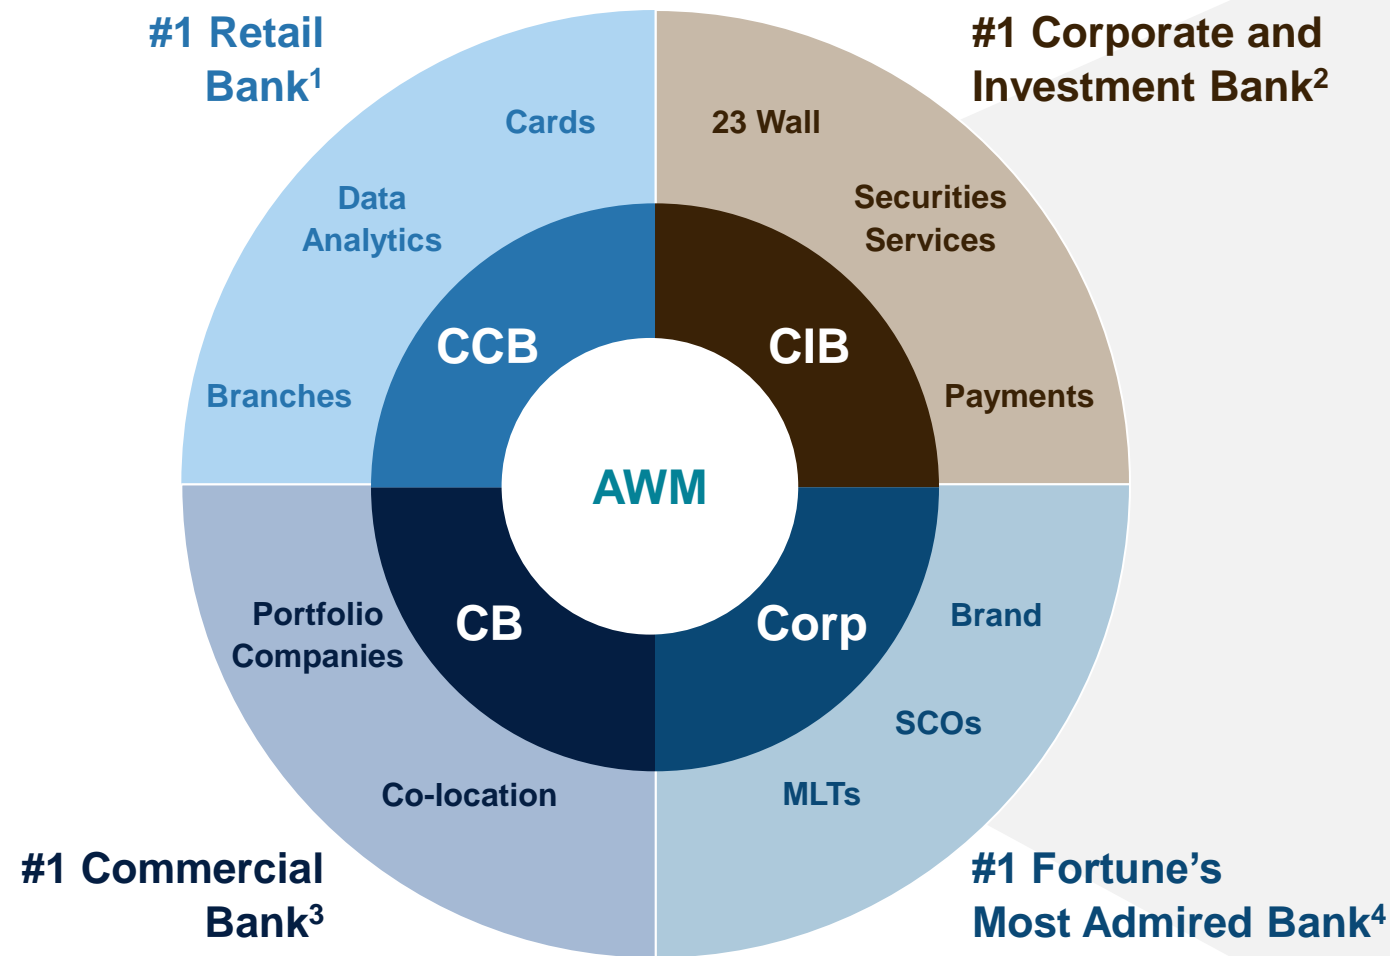 #1 Retail
Bank¹
#1 Corporate and
Investment Bank²
Cards
23 Wall
Data
Analytics
Securities
Services
CCB
CIB
Branches
Payments
AWM
Portfolio
Companies
CB
Corp
Brand
SCOs
Co-location
MLTs
#1 Commercial
Bank³
#1 Fortune’s
Most Admired Bank⁴